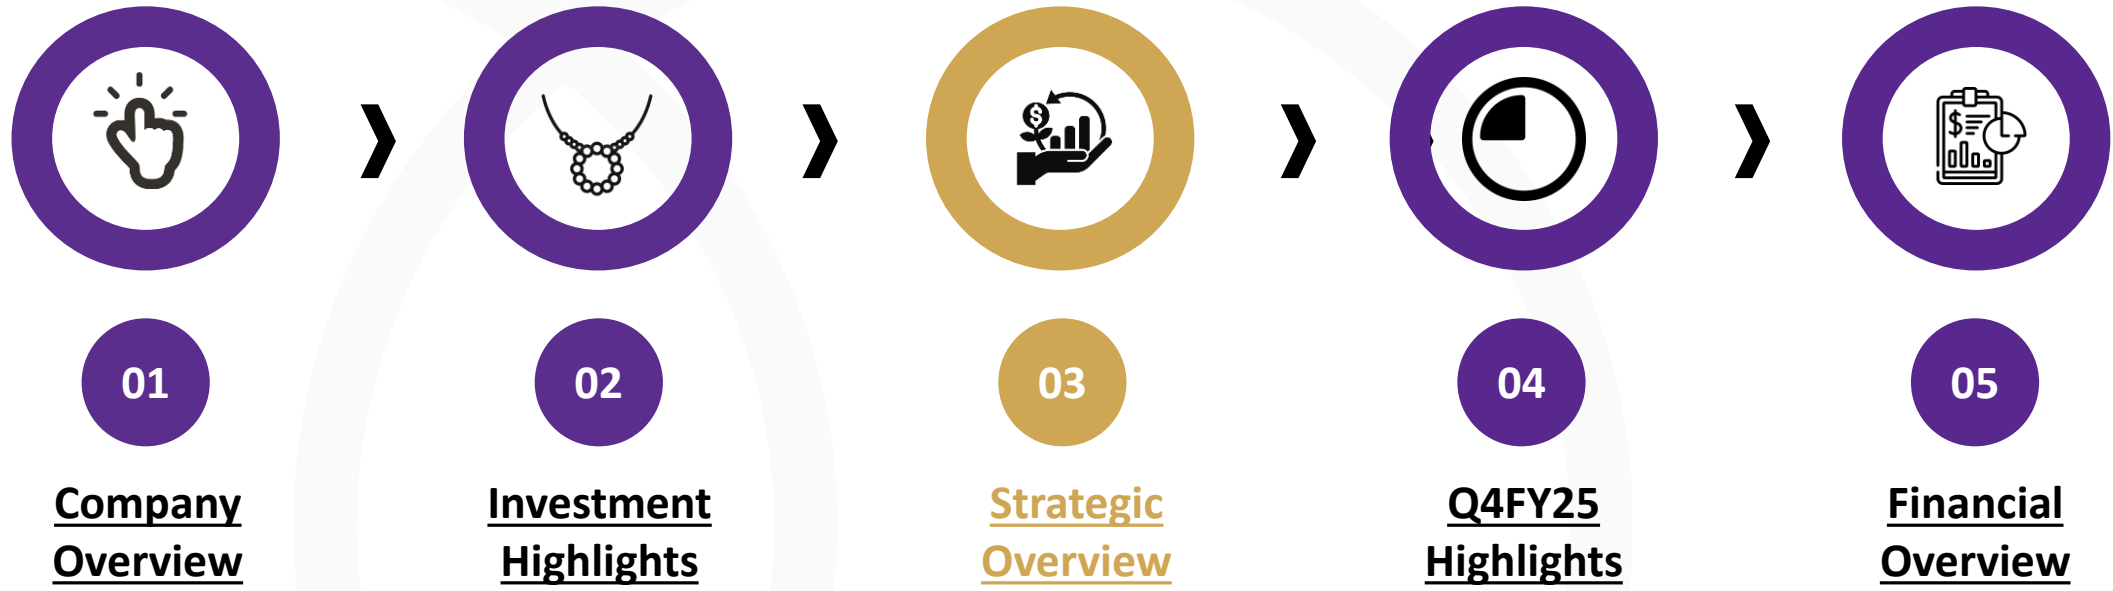 $
$
01
02
03
04
05
Company
Overview
Investment
Highlights
Strategic
Overview
Q4FY25
Highlights
Financial
Overview